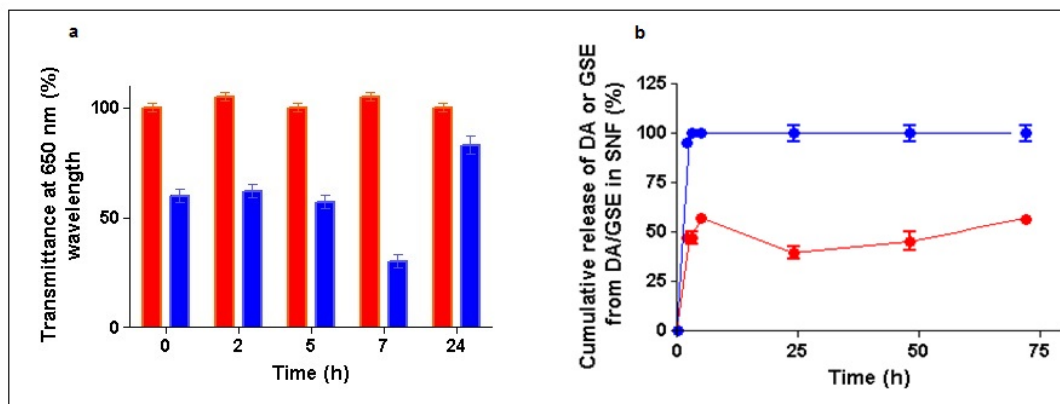 a
Transmittance at 650 nm (%)
wavelength
100
50
0
0 2 5 7 24
Time (h)
b
Cumulative release of DA or GSE
from DA/GSE in SNF (%)
125
100
75
50
25
0
0 25 50 75
Time (h)